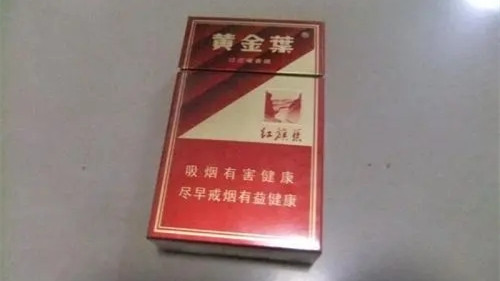 黄金葉
红旗渠
吸烟有害健康
尽早戒烟有益健康